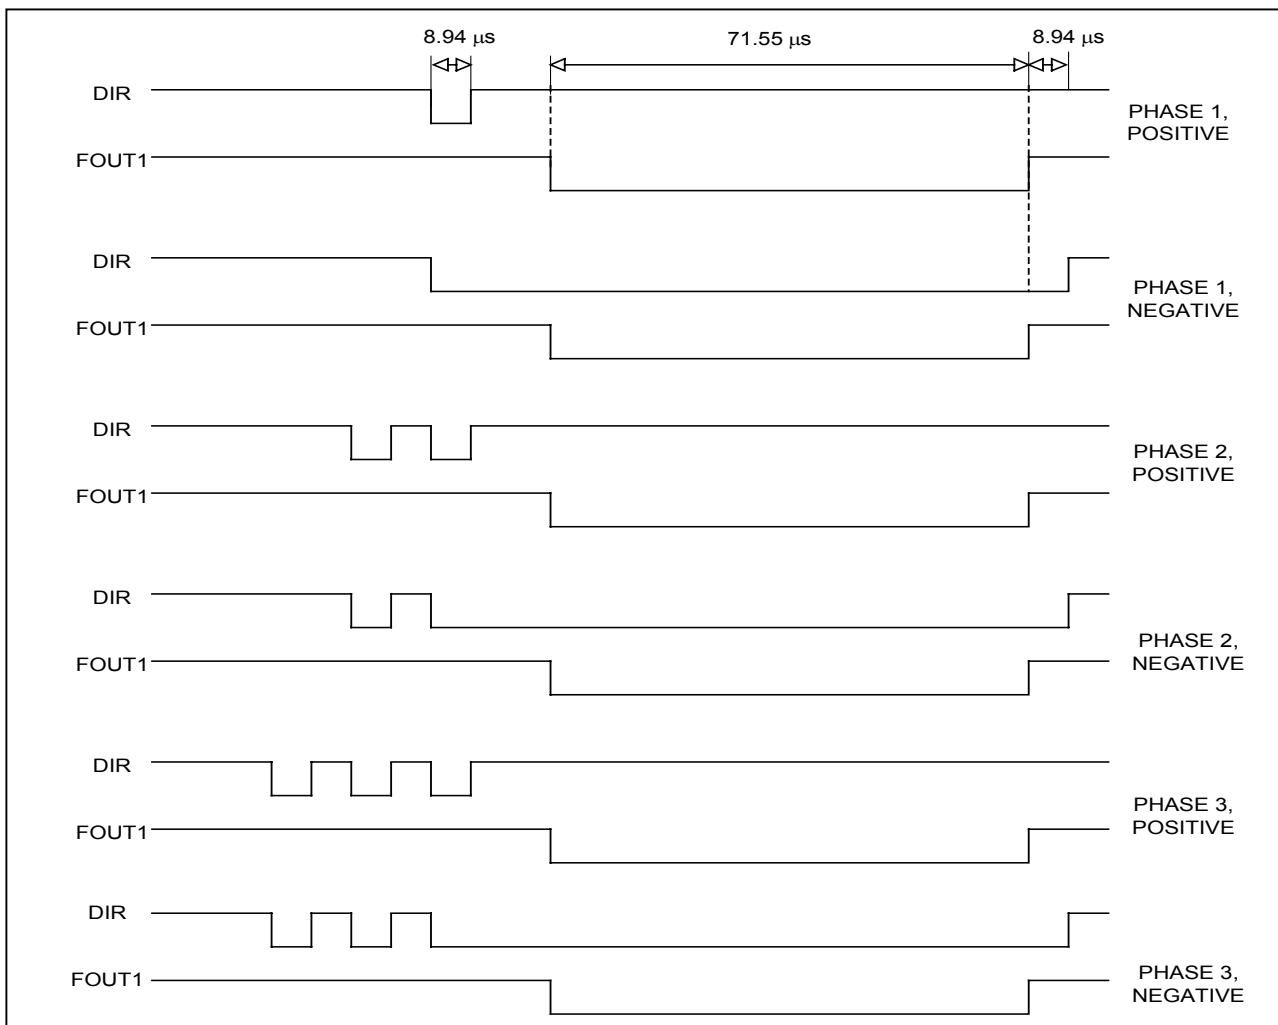 8.94 μs
71.55 μs
8.94 μs
DIR
PHASE 1,
POSITIVE
FOUT1
DIR
PHASE 1,
NEGATIVE
FOUT1
DIR
PHASE 2,
POSITIVE
FOUT1
DIR
PHASE 2,
NEGATIVE
FOUT1
DIR
PHASE 3,
POSITIVE
FOUT1
DIR
PHASE 3,
NEGATIVE
FOUT1